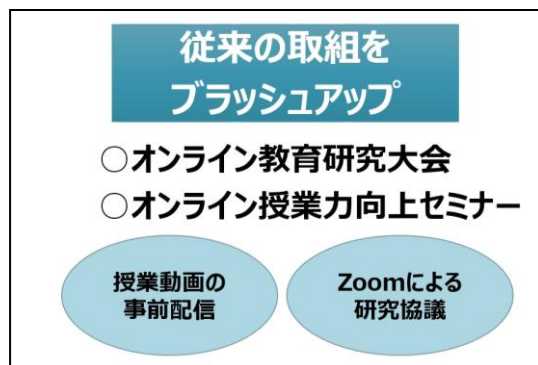 従来の取組を
ブラッシュアップ
○オンライン教育研究大会
○オンライン授業力向上セミナー
授業動画の
事前配信
Zoomによる
研究協議